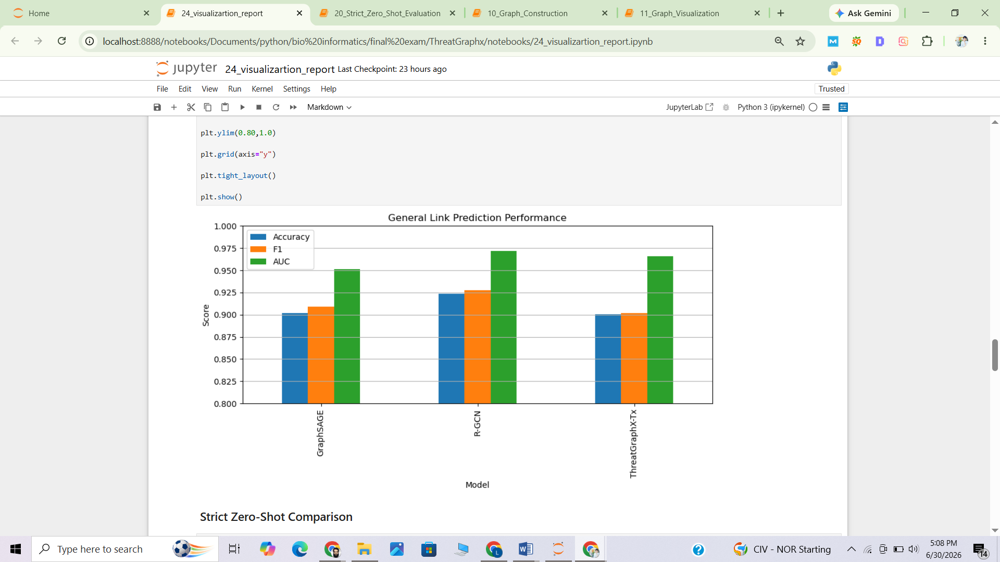 Home
24_visualizartion_report
20_Strict_Zero_Shot_Evaluation
10_Graph_Construction
11_Graph_Visualization
Ask Gemini
localhost:8888/notebooks/Documents/python/bio%20informatics/final%20exam/ThreatGraphx/notebooks/24_visualizartion_report.ipynb
jupyter 24_visualizartion_report Last Checkpoint: 23 hours ago
File Edit View Run Kernel Settings Help
Trusted
Markdown
JupyterLab
Python 3 (ipykernel)
plt.ylim(0.80,1.0)
plt.grid(axis="y")
plt.tight_layout()
plt.show()
General Link Prediction Performance
1.000
0.975
0.950
0.925
0.900
0.875
0.850
0.825
0.800
Score
Accuracy
F1
AUC
GraphSAGE
R-GCN
ThreatGraphX-Tx
Model
Strict Zero-Shot Comparison
Type here to search
CIV - NOR Starting
5:08 PM
6/30/2026
14